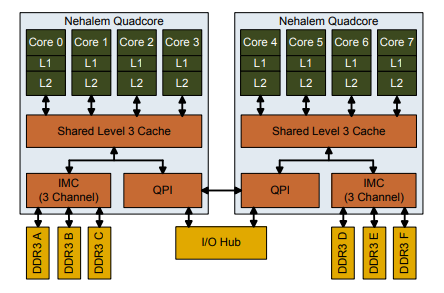 Nehalem Quadcore
Core 0 Core 1 Core 2 Core 3
L1 L1 L1 L1
L2 L2 L2 L2
Shared Level 3 Cache
IMC
(3 Channel)
QPI
DDR3 A
DDR3 B
DDR3 C
Nehalem Quadcore
Core 4 Core 5 Core 6 Core 7
L1 L1 L1 L1
L2 L2 L2 L2
Shared Level 3 Cache
QPI
IMC
(3 Channel)
I/O Hub
DDR3 D
DDR3 E
DDR3 F